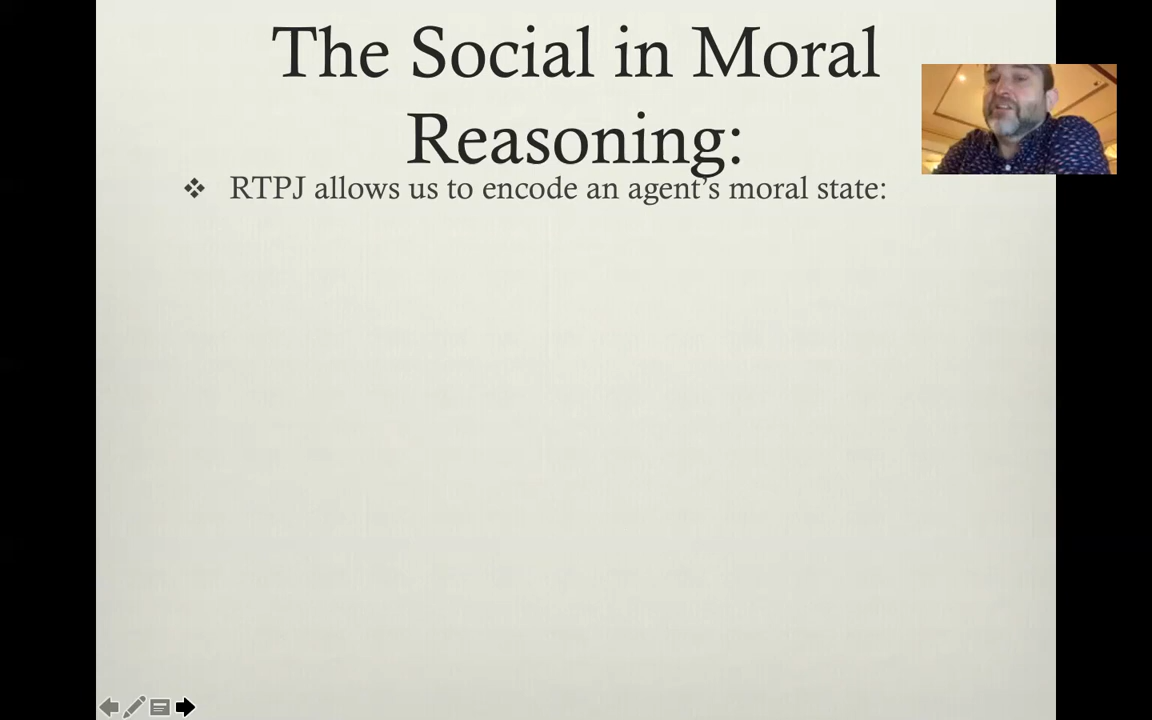 The Social in Moral
Reasoning:
❖ RTPJ allows us to encode an agent’s moral state: